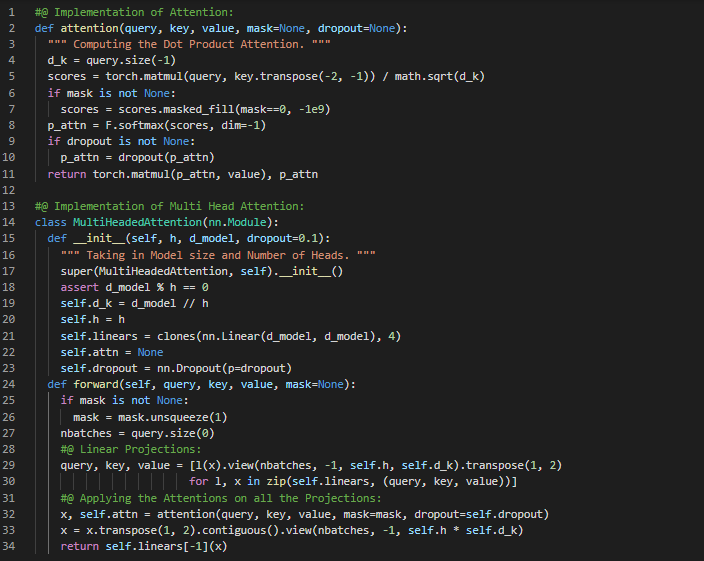 1 #@ Implementation of Attention:
2 def attention(query, key, value, mask=None, dropout=None):
3   """ Computing the Dot Product Attention. """
4   d_k = query.size(-1)
5   scores = torch.matmul(query, key.transpose(-2, -1)) / math.sqrt(d_k)
6   if mask is not None:
7     scores = scores.masked_fill(mask==0, -1e9)
8   p_attn = F.softmax(scores, dim=-1)
9   if dropout is not None:
10     p_attn = dropout(p_attn)
11   return torch.matmul(p_attn, value), p_attn
12
13 #@ Implementation of Multi Head Attention:
14 class MultiHeadedAttention(nn.Module):
15   def __init__(self, h, d_model, dropout=0.1):
16     """ Taking in Model size and Number of Heads. """
17     super(MultiHeadedAttention, self).__init__()
18     assert d_model % h == 0
19     self.d_k = d_model // h
20     self.h = h
21     self.linears = clones(nn.Linear(d_model, d_model), 4)
22     self.attn = None
23     self.dropout = nn.Dropout(p=dropout)
24   def forward(self, query, key, value, mask=None):
25     if mask is not None:
26       mask = mask.unsqueeze(1)
27     nbatches = query.size(0)
28     #@ Linear Projections:
29     query, key, value = [l(x).view(nbatches, -1, self.h, self.d_k).transpose(1, 2)
30                         for l, x in zip(self.linears, (query, key, value))]
31     #@ Applying the Attentions on all the Projections:
32     x, self.attn = attention(query, key, value, mask=mask, dropout=self.dropout)
33     x = x.transpose(1, 2).contiguous().view(nbatches, -1, self.h * self.d_k)
34     return self.linears[-1](x)